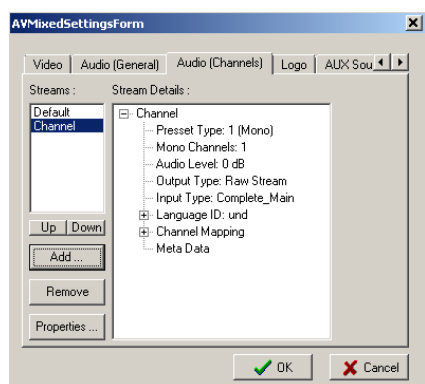 AVMixedSettingsForm
Video Audio (General) Audio (Channels) Logo AUX Sou
Streams : Stream Details :
Default
Channel
Channel
Presset Type: 1 (Mono)
Mono Channels: 1
Audio Level: 0 dB
Output Type: Raw Stream
Input Type: Complete_Main
Language ID: und
Channel Mapping
Meta Data
Up Down
Add ...
Remove
Properties ...
OK Cancel